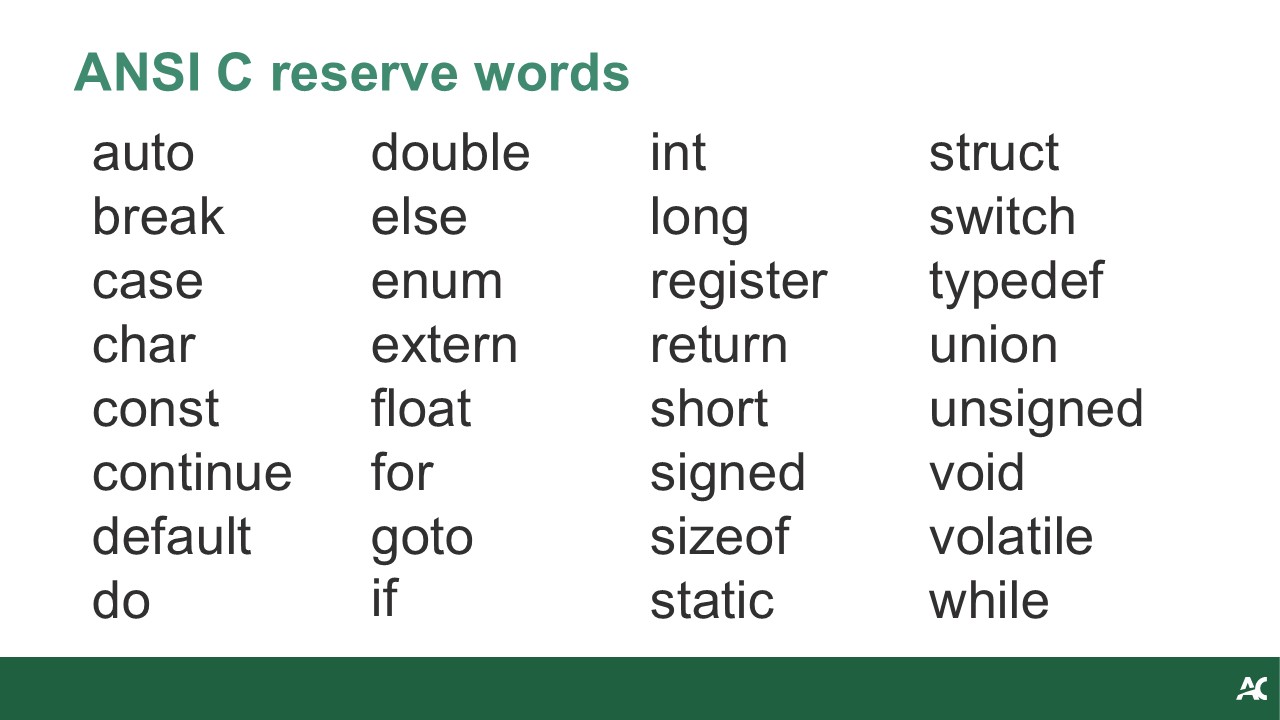 ANSI C reserve words
auto
break
case
char
const
continue
default
do
double
else
enum
extern
float
for
goto
if
int
long
register
return
short
signed
sizeof
static
struct
switch
typedef
union
unsigned
void
volatile
while
AC